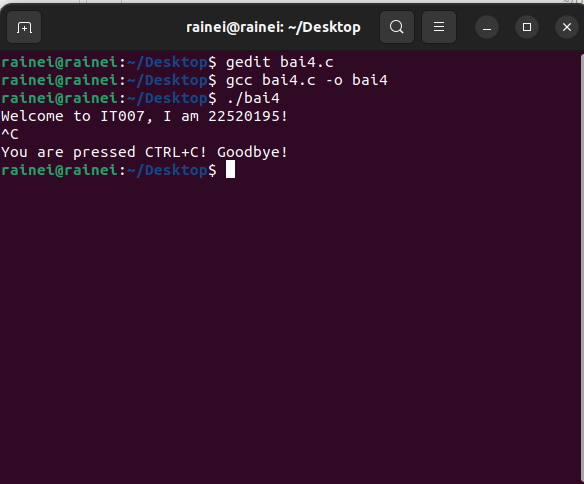 rainei@rainei: ~/Desktop
rainei@rainei:~/Desktop$ gedit bai4.c
rainei@rainei:~/Desktop$ gcc bai4.c -o bai4
rainei@rainei:~/Desktop$ ./bai4
Welcome to IT007, I am 22520195!
^C
You are pressed CTRL+C! Goodbye!
rainei@rainei:~/Desktop$